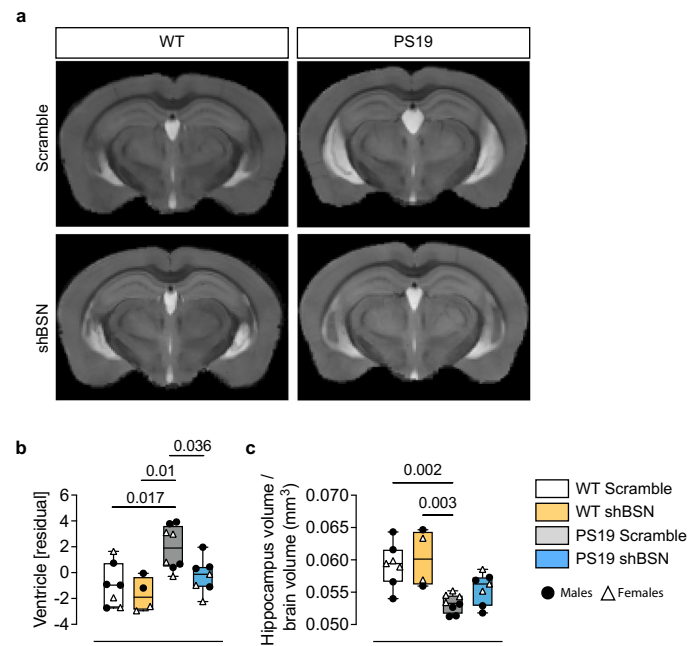 a
WT
PS19
Scramble
shBSN
b
0.036
0.01
0.017
Ventricle [residual]
6
4
2
0
-2
-4
c
0.002
0.003
Hippocampus volume /
brain volume (mm³)
0.070
0.065
0.060
0.055
0.050
WT Scramble
WT shBSN
PS19 Scramble
PS19 shBSN
Males
Females